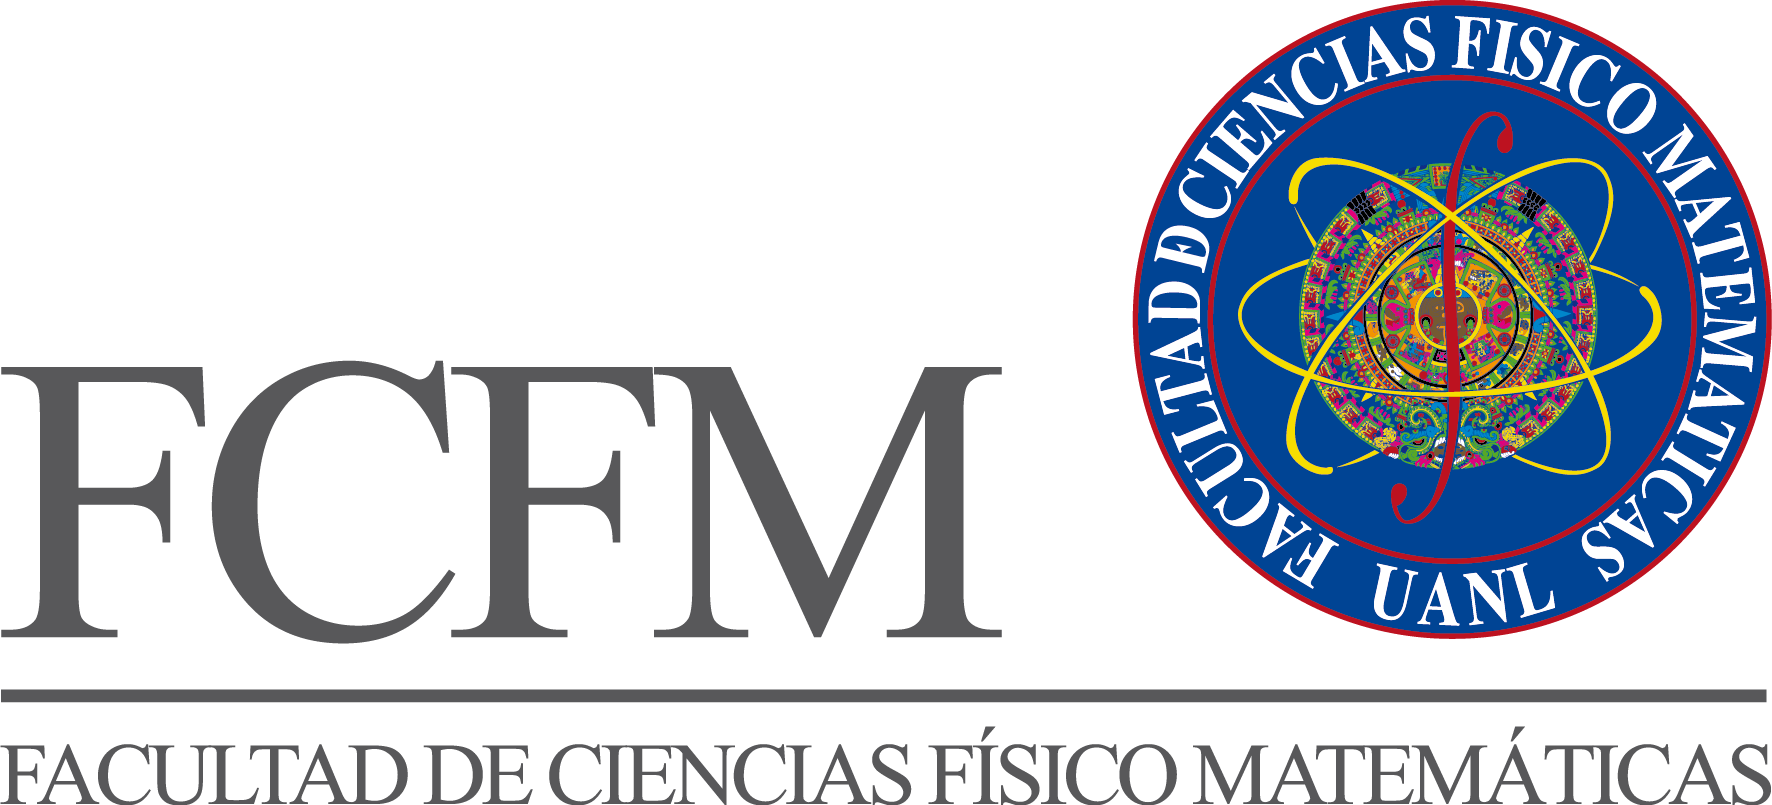 FACULTAD DE CIENCIAS FISICO MATEMATICAS
UANL
FCFM
FACULTAD DE CIENCIAS FÍSICO MATEMÁTICAS